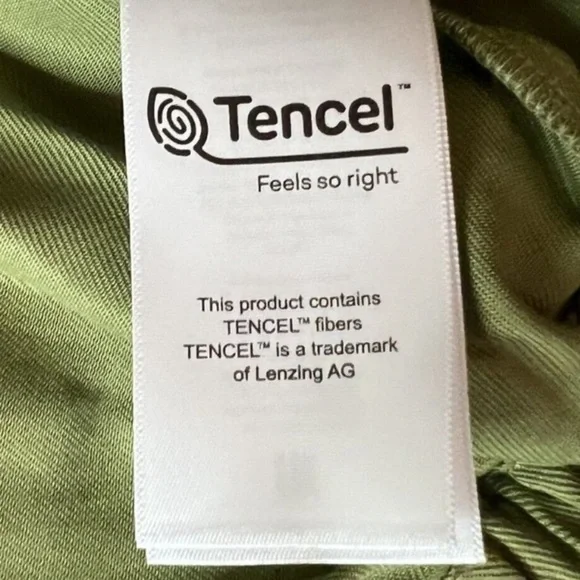 Tencel™
Feels so right
This product contains
TENCEL™ fibers
TENCEL™ is a trademark
of Lenzing AG